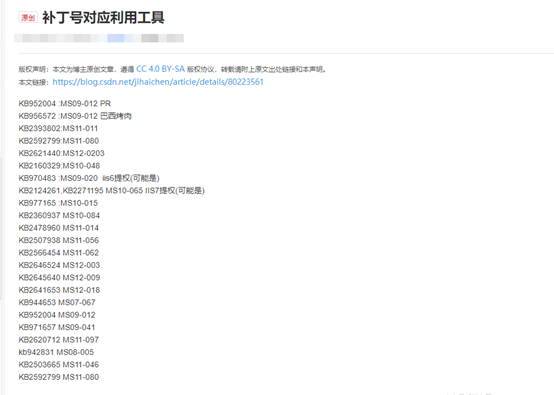 原创 补丁号对应利用工具
版权声明：本文为博主原创文章，遵循 CC 4.0 BY-SA 版权协议，转载请附上原文出处链接和本声明。
本文链接：https://blog.csdn.net/jihaichen/article/details/80223561
KB952004 :MS09-012 PR
KB956572 :MS09-012 巴西烤肉
KB2393802:MS11-011
KB2592799:MS11-080
KB2621440:MS12-0203
KB2160329:MS10-048
KB970483 :MS09-020 iis6提权(可能是)
KB2124261,KB2271195 MS10-065 IIS7提权(可能是)
KB977165 :MS10-015
KB2360937 MS10-084
KB2478960 MS11-014
KB2507938 MS11-056
KB2566454 MS11-062
KB2646524 MS12-003
KB2645640 MS12-009
KB2641653 MS12-018
KB944653 MS07-067
KB952004 MS09-012
KB971657 MS09-041
KB2620712 MS11-097
kb942831 MS08-005
KB2503665 MS11-046
KB2592799 MS11-080